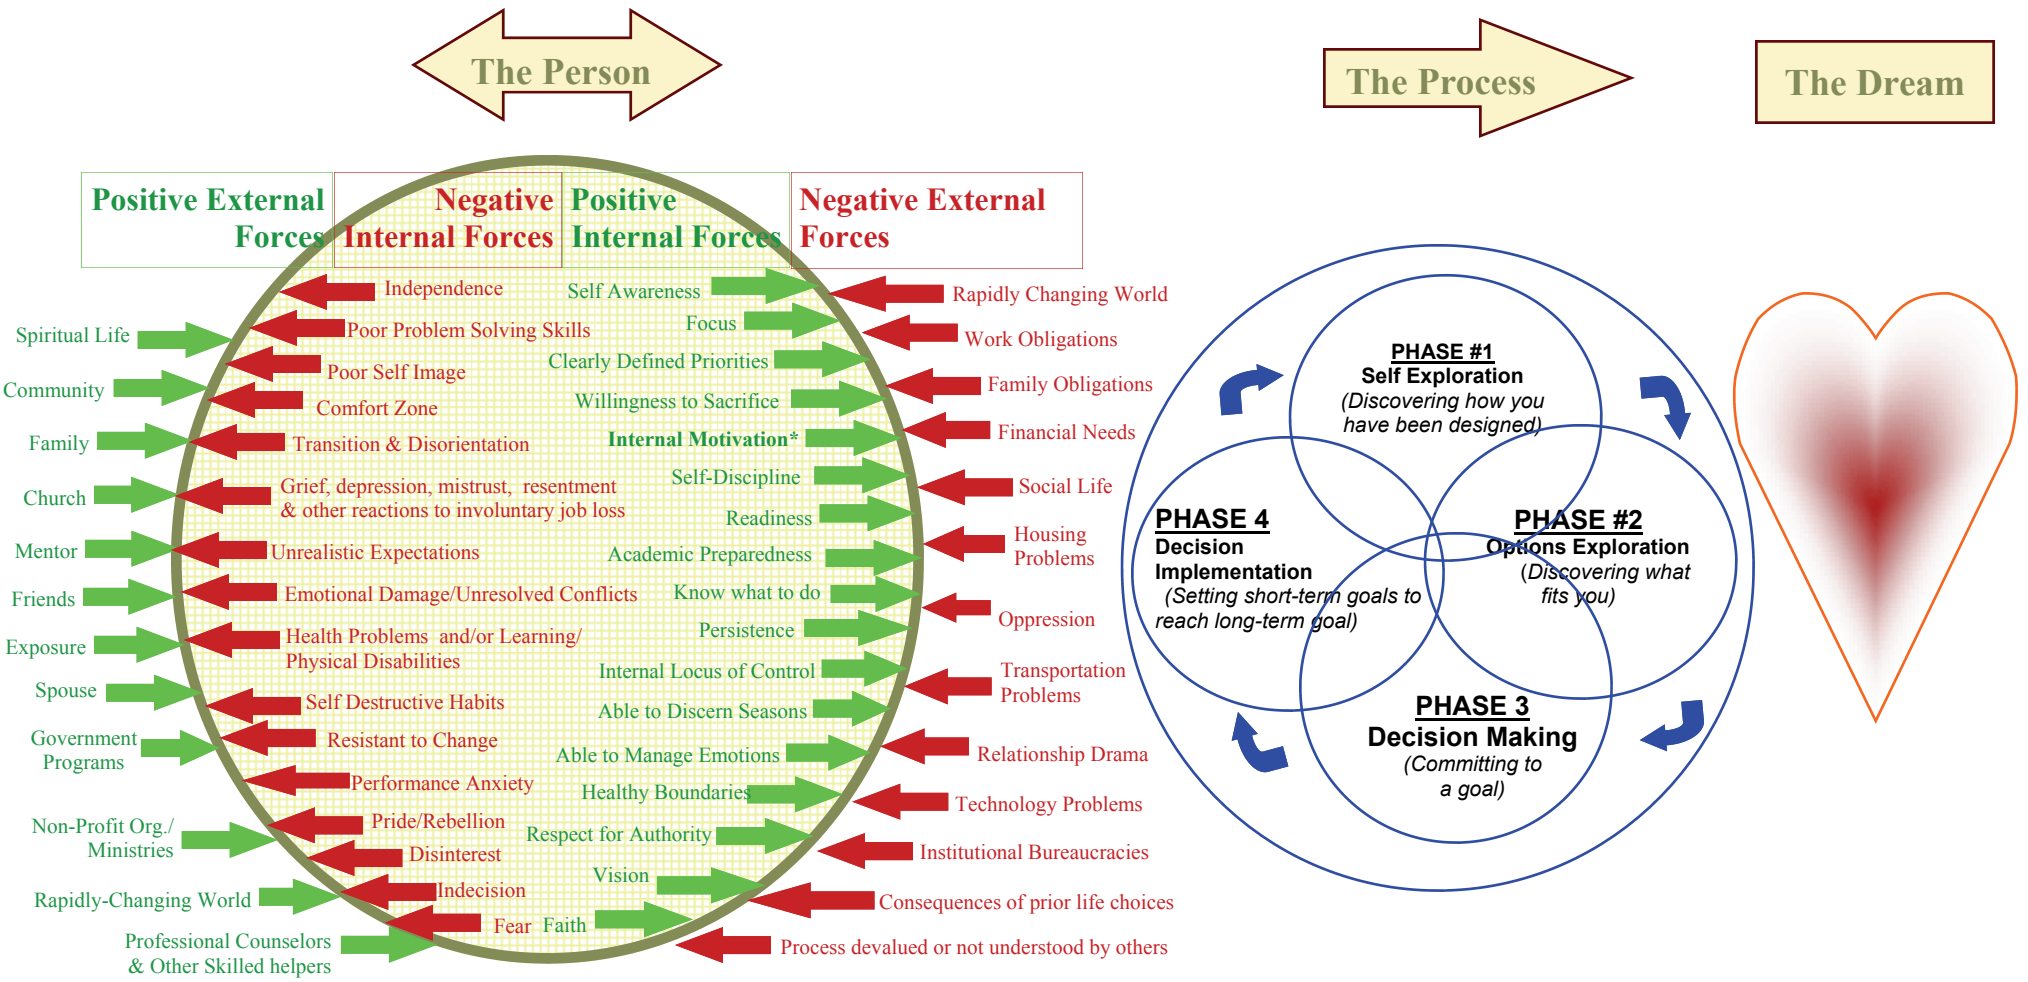 The Person
The Process
The Dream
Positive External
Forces
Negative
Internal Forces
Positive
Internal Forces
Negative External
Forces
Spiritual Life
Community
Family
Church
Mentor
Friends
Exposure
Spouse
Government
Programs
Non-Profit Org./
Ministries
Rapidly-Changing World
Professional Counselors
& Other Skilled helpers
Independence
Poor Problem Solving Skills
Poor Self Image
Comfort Zone
Transition & Disorientation
Grief, depression, mistrust, resentment
& other reactions to involuntary job loss
Unrealistic Expectations
Emotional Damage/Unresolved Conflicts
Health Problems and/or Learning/
Physical Disabilities
Self Destructive Habits
Resistant to Change
Performance Anxiety
Pride/Rebellion
Disinterest
Indecision
Fear
Self Awareness
Focus
Clearly Defined Priorities
Willingness to Sacrifice
Internal Motivation*
Self-Discipline
Readiness
Academic Preparedness
Know what to do
Persistence
Internal Locus of Control
Able to Discern Seasons
Able to Manage Emotions
Healthy Boundaries
Respect for Authority
Vision
Faith
Rapidly Changing World
Work Obligations
Family Obligations
Financial Needs
Social Life
Housing
Problems
Oppression
Transportation
Problems
Relationship Drama
Technology Problems
Institutional Bureaucracies
Consequences of prior life choices
Process devalued or not understood by others
PHASE #1
Self Exploration
(Discovering how you
have been designed)
PHASE #2
Options Exploration
(Discovering what
fits you)
PHASE 3
Decision Making
(Committing to
a goal)
PHASE 4
Decision
Implementation
(Setting short-term goals to
reach long-term goal)